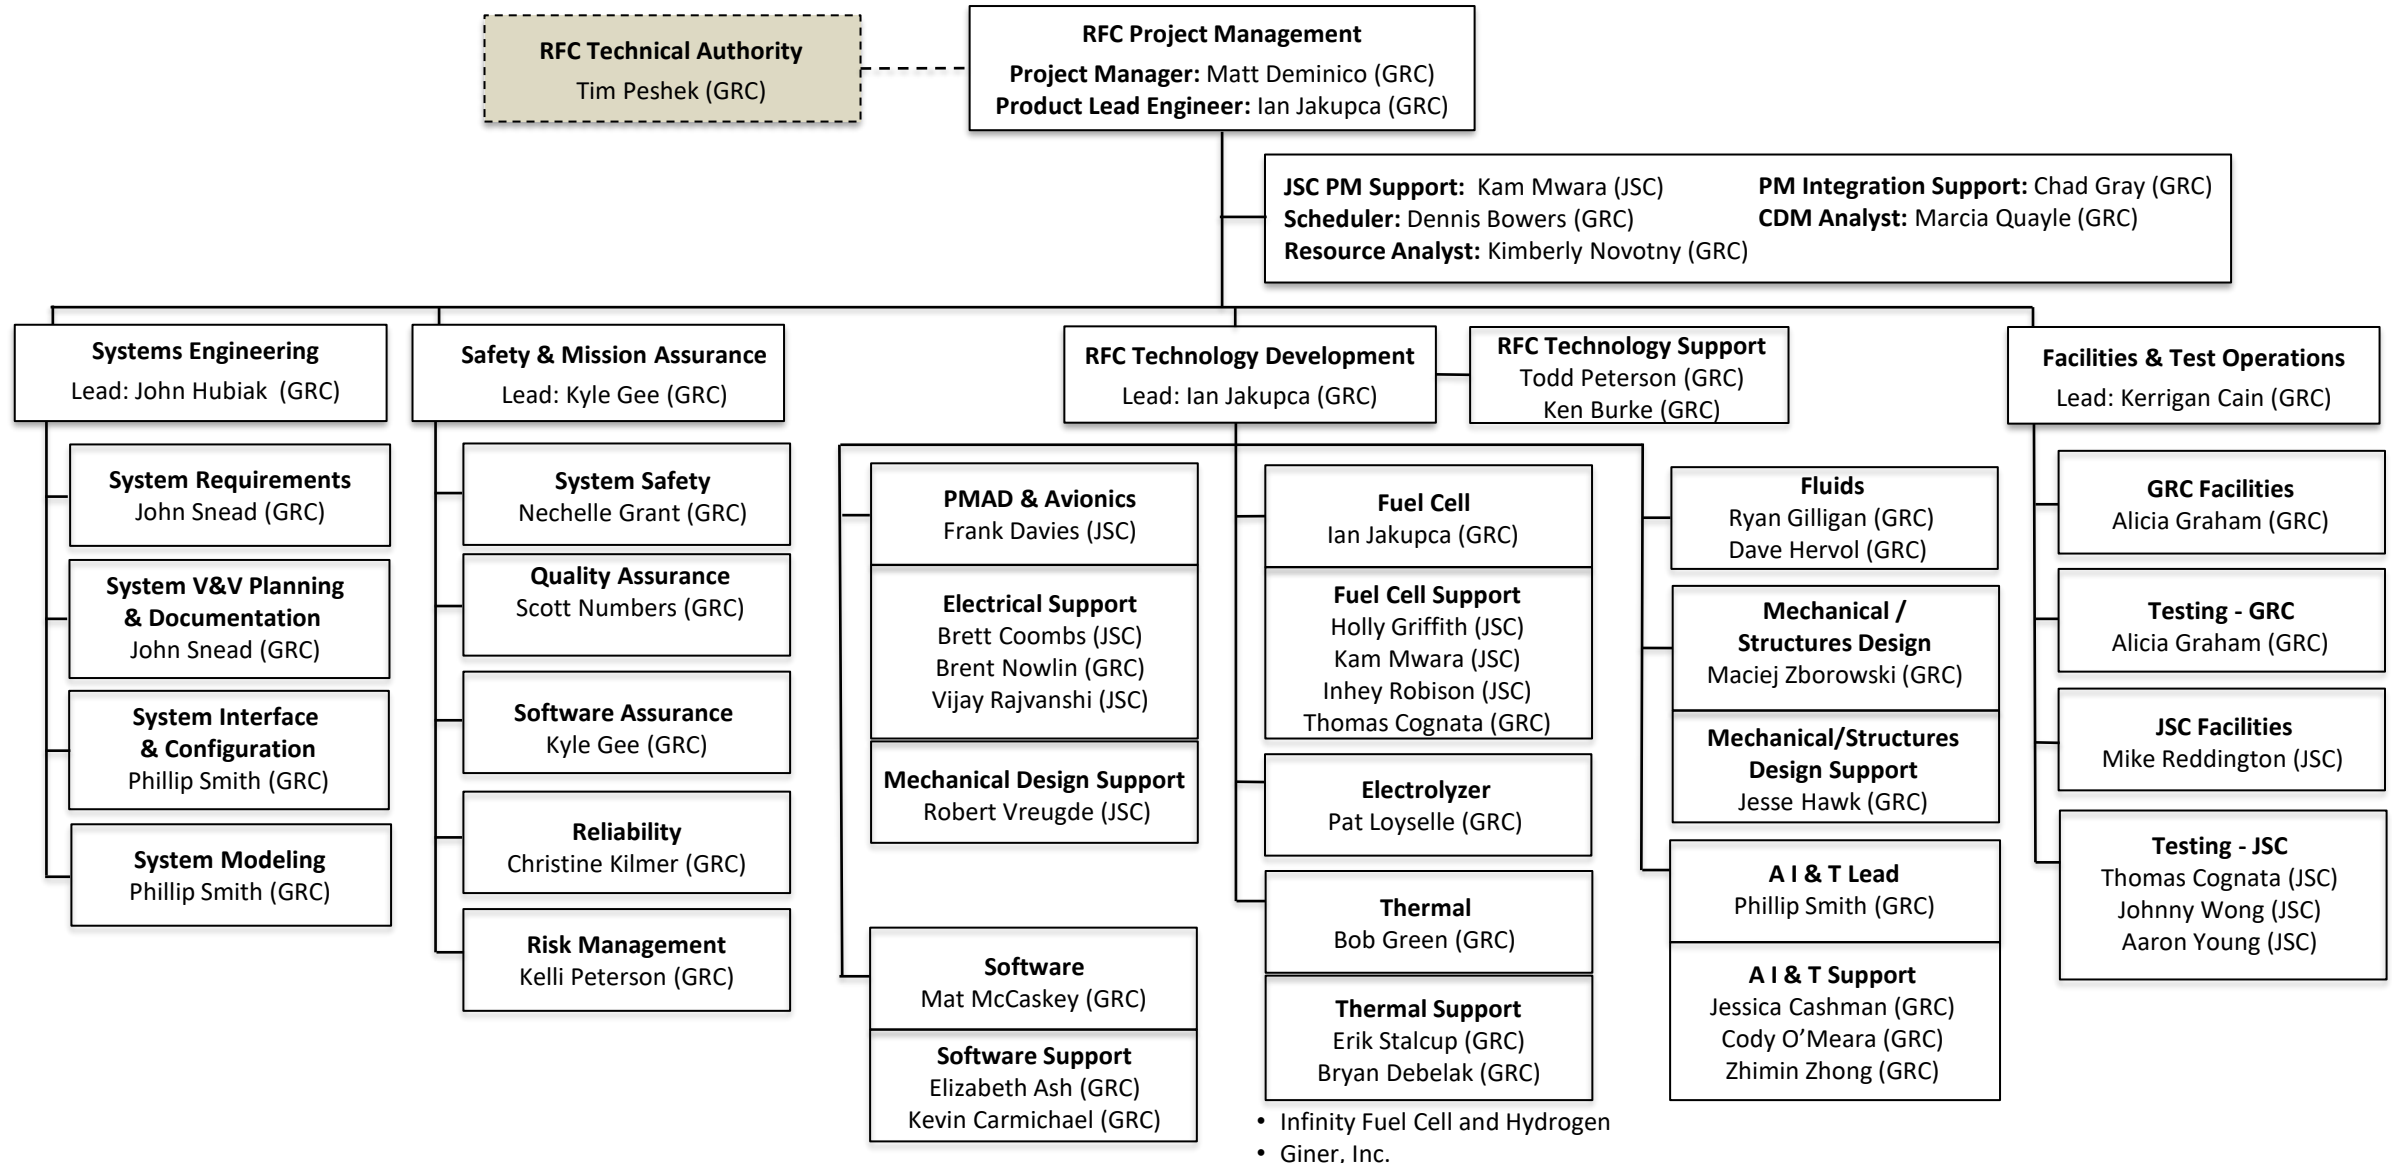 RFC Technical Authority
Tim Peshek (GRC)
RFC Project Management
Project Manager: Matt Deminico (GRC)
Product Lead Engineer: Ian Jakupca (GRC)
JSC PM Support: Kam Mwara (JSC)
Scheduler: Dennis Bowers (GRC)
Resource Analyst: Kimberly Novotny (GRC)
PM Integration Support: Chad Gray (GRC)
CDM Analyst: Marcia Quayle (GRC)
Systems Engineering
Lead: John Hubiak (GRC)
System Requirements
John Snead (GRC)
System V&V Planning
& Documentation
John Snead (GRC)
System Interface
& Configuration
Phillip Smith (GRC)
System Modeling
Phillip Smith (GRC)
Safety & Mission Assurance
Lead: Kyle Gee (GRC)
System Safety
Nechelle Grant (GRC)
Quality Assurance
Scott Numbers (GRC)
Software Assurance
Kyle Gee (GRC)
Reliability
Christine Kilmer (GRC)
Risk Management
Kelli Peterson (GRC)
RFC Technology Development
Lead: Ian Jakupca (GRC)
RFC Technology Support
Todd Peterson (GRC)
Ken Burke (GRC)
PMAD & Avionics
Frank Davies (JSC)
Electrical Support
Brett Coombs (JSC)
Brent Nowlin (GRC)
Vijay Rajvanshi (JSC)
Mechanical Design Support
Robert Vreugde (JSC)
Software
Mat McCaskey (GRC)
Software Support
Elizabeth Ash (GRC)
Kevin Carmichael (GRC)
Fuel Cell
Ian Jakupca (GRC)
Fuel Cell Support
Holly Griffith (JSC)
Kam Mwara (JSC)
Inhey Robison (JSC)
Thomas Cognata (GRC)
Electrolyzer
Pat Loyselle (GRC)
Thermal
Bob Green (GRC)
Thermal Support
Erik Stalcup (GRC)
Bryan Debelak (GRC)
• Infinity Fuel Cell and Hydrogen
• Giner, Inc.
Fluids
Ryan Gilligan (GRC)
Dave Hervol (GRC)
Mechanical /
Structures Design
Maciej Zborowski (GRC)
Mechanical/Structures
Design Support
Jesse Hawk (GRC)
A I & T Lead
Phillip Smith (GRC)
A I & T Support
Jessica Cashman (GRC)
Cody O’Meara (GRC)
Zhimin Zhong (GRC)
Facilities & Test Operations
Lead: Kerrigan Cain (GRC)
GRC Facilities
Alicia Graham (GRC)
Testing - GRC
Alicia Graham (GRC)
JSC Facilities
Mike Reddington (JSC)
Testing - JSC
Thomas Cognata (JSC)
Johnny Wong (JSC)
Aaron Young (JSC)